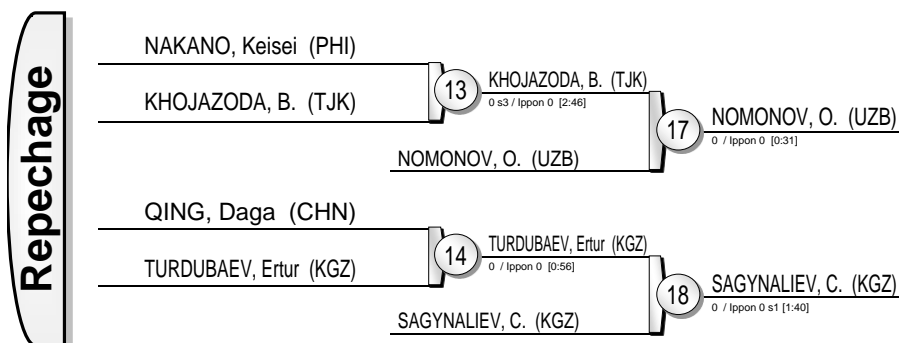 Repechage
NAKANO, Keisei (PHI)
KHOJAZODA, B. (TJK)
13
KHOJAZODA, B. (TJK)
0 s3 / Ippon 0 [2:46]
NOMONOV, O. (UZB)
17
NOMONOV, O. (UZB)
0 / Ippon 0 [0:31]
QING, Daga (CHN)
TURDUBAEV, Ertur (KGZ)
14
TURDUBAEV, Ertur (KGZ)
0 / Ippon 0 [0:56]
SAGYNALIEV, C. (KGZ)
18
SAGYNALIEV, C. (KGZ)
0 / Ippon 0 s1 [1:40]